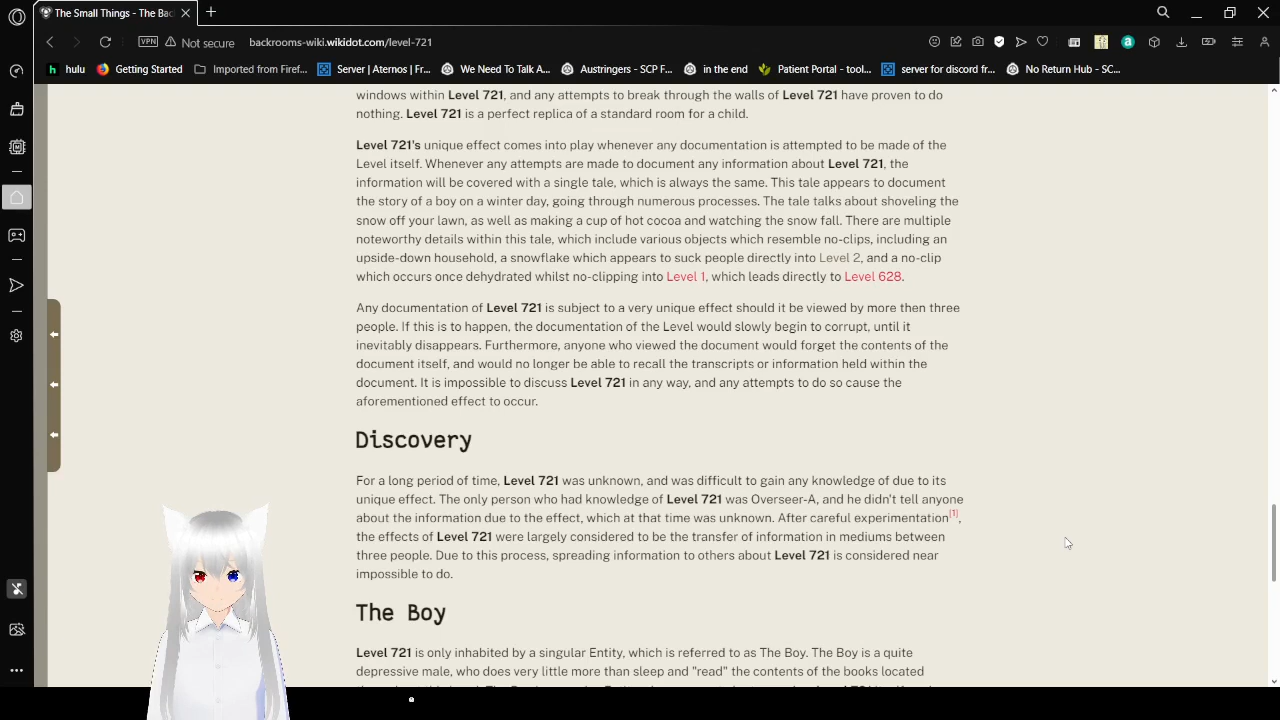 The Small Things - The Bac
Not secure
backrooms-wiki.wikidot.com/level-721
VPN
h hulu
Getting Started
Imported from Firef...
Server | Aternos | Fr...
We Need To Talk A...
Austringers - SCP F...
in the end
Patient Portal - tool...
server for discord fr...
No Return Hub - SC...
windows within Level 721, and any attempts to break through the walls of Level 721 have proven to do
nothing. Level 721 is a perfect replica of a standard room for a child.
Level 721's unique effect comes into play whenever any documentation is attempted to be made of the
Level itself. Whenever any attempts are made to document any information about Level 721, the
information will be covered with a single tale, which is always the same. This tale appears to document
the story of a boy on a winter day, going through numerous processes. The tale talks about shoveling the
snow off your lawn, as well as making a cup of hot cocoa and watching the snow fall. There are multiple
noteworthy details within this tale, which include various objects which resemble no-clips, including an
upside-down household, a snowflake which appears to suck people directly into Level 2, and a no-clip
which occurs once dehydrated whilst no-clipping into Level 1, which leads directly to Level 628.
Any documentation of Level 721 is subject to a very unique effect should it be viewed by more then three
people. If this is to happen, the documentation of the Level would slowly begin to corrupt, until it
inevitably disappears. Furthermore, anyone who viewed the document would forget the contents of the
document itself, and would no longer be able to recall the transcripts or information held within the
document. It is impossible to discuss Level 721 in any way, and any attempts to do so cause the
aforementioned effect to occur.
Discovery
For a long period of time, Level 721 was unknown, and was difficult to gain any knowledge of due to its
unique effect. The only person who had knowledge of Level 721 was Overseer-A, and he didn't tell anyone
about the information due to the effect, which at that time was unknown. After careful experimentation[1],
the effects of Level 721 were largely considered to be the transfer of information in mediums between
three people. Due to this process, spreading information to others about Level 721 is considered near
impossible to do.
The Boy
Level 721 is only inhabited by a singular Entity, which is referred to as The Boy. The Boy is a quite
depressive male, who does very little more than sleep and "read" the contents of the books located